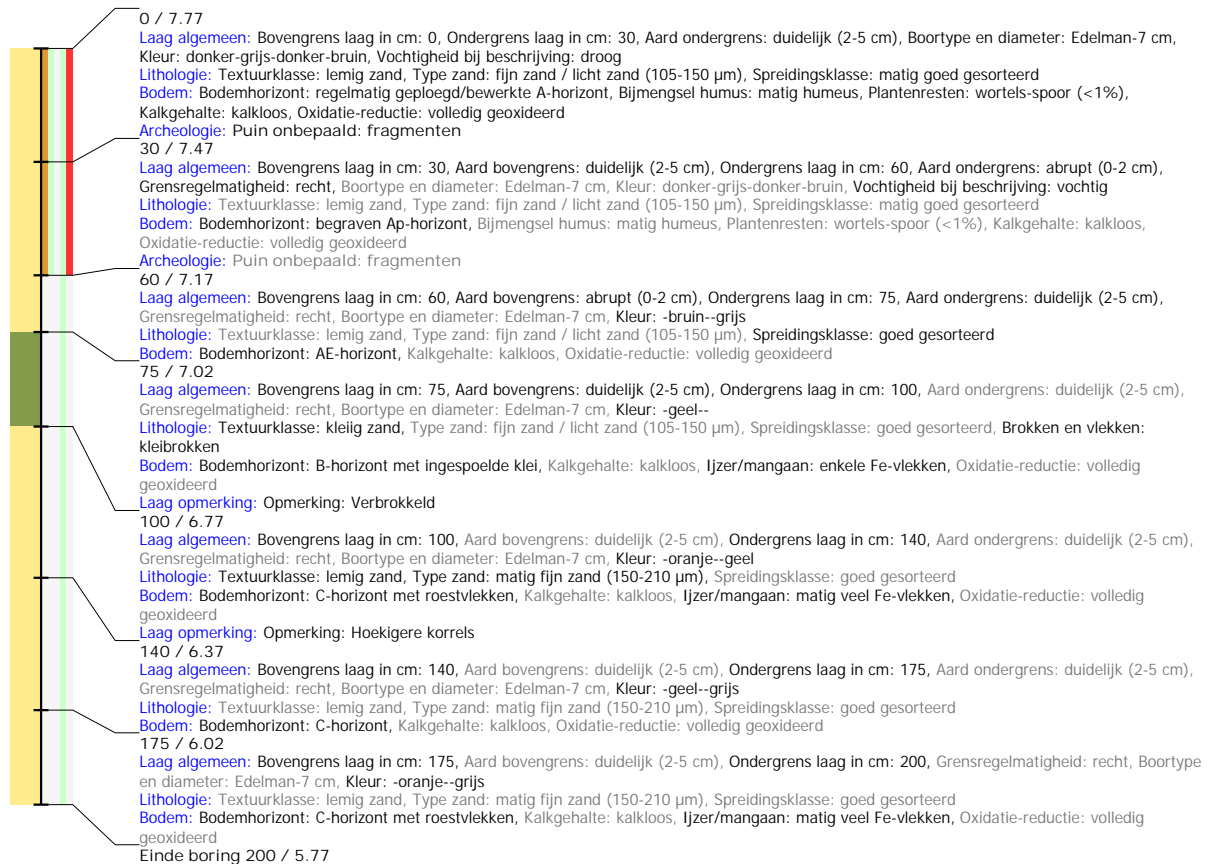 0 / 7.77
Laag algemeen: Bovengrens laag in cm: 0, Ondergrens laag in cm: 30, Aard ondergrens: duidelijk (2-5 cm), Boortype en diameter: Edelman-7 cm,
Kleur: donker-grijs-donker-bruin, Vochtigheid bij beschrijving: droog
Lithologie: Textuurklasse: lemig zand, Type zand: fijn zand / licht zand (105-150 µm), Spreidingsklasse: matig goed gesorteerd
Bodem: Bodemhorizont: regelmatig geploegd/bewerkte A-horizont, Bijmengsel humus: matig humeus, Plantenresten: wortels-spoor (<1%),
Kalkgehalte: kalkloos, Oxidatie-reductie: volledig geoxideerd
Archeologie: Puin onbepaald: fragmenten
30 / 7.47
Laag algemeen: Bovengrens laag in cm: 30, Aard bovengrens: duidelijk (2-5 cm), Ondergrens laag in cm: 60, Aard ondergrens: abrupt (0-2 cm),
Grensregelmatigheid: recht, Boortype en diameter: Edelman-7 cm, Kleur: donker-grijs-donker-bruin, Vochtigheid bij beschrijving: vochtig
Lithologie: Textuurklasse: lemig zand, Type zand: fijn zand / licht zand (105-150 µm), Spreidingsklasse: matig goed gesorteerd
Bodem: Bodemhorizont: begraven Ap-horizont, Bijmengsel humus: matig humeus, Plantenresten: wortels-spoor (<1%), Kalkgehalte: kalkloos,
Oxidatie-reductie: volledig geoxideerd
Archeologie: Puin onbepaald: fragmenten
60 / 7.17
Laag algemeen: Bovengrens laag in cm: 60, Aard bovengrens: abrupt (0-2 cm), Ondergrens laag in cm: 75, Aard ondergrens: duidelijk (2-5 cm),
Grensregelmatigheid: recht, Boortype en diameter: Edelman-7 cm, Kleur: -bruin--grijs
Lithologie: Textuurklasse: lemig zand, Type zand: fijn zand / licht zand (105-150 µm), Spreidingsklasse: goed gesorteerd
Bodem: Bodemhorizont: AE-horizont, Kalkgehalte: kalkloos, Oxidatie-reductie: volledig geoxideerd
75 / 7.02
Laag algemeen: Bovengrens laag in cm: 75, Aard bovengrens: duidelijk (2-5 cm), Ondergrens laag in cm: 100, Aard ondergrens: duidelijk (2-5 cm),
Grensregelmatigheid: recht, Boortype en diameter: Edelman-7 cm, Kleur: -geel--
Lithologie: Textuurklasse: kleiig zand, Type zand: fijn zand / licht zand (105-150 µm), Spreidingsklasse: goed gesorteerd, Brokken en vlekken:
kleibrokken
Bodem: Bodemhorizont: B-horizont met ingespoelde klei, Kalkgehalte: kalkloos, Ijzer/mangaan: enkele Fe-vlekken, Oxidatie-reductie: volledig
geoxideerd
Laag opmerking: Opmerking: Verbrokkeld
100 / 6.77
Laag algemeen: Bovengrens laag in cm: 100, Aard bovengrens: duidelijk (2-5 cm), Ondergrens laag in cm: 140, Aard ondergrens: duidelijk (2-5 cm),
Grensregelmatigheid: recht, Boortype en diameter: Edelman-7 cm, Kleur: -oranje--geel
Lithologie: Textuurklasse: lemig zand, Type zand: matig fijn zand (150-210 µm), Spreidingsklasse: goed gesorteerd
Bodem: Bodemhorizont: C-horizont met roestvlekken, Kalkgehalte: kalkloos, Ijzer/mangaan: matig veel Fe-vlekken, Oxidatie-reductie: volledig
geoxideerd
Laag opmerking: Opmerking: Hoekigere korrels
140 / 6.37
Laag algemeen: Bovengrens laag in cm: 140, Aard bovengrens: duidelijk (2-5 cm), Ondergrens laag in cm: 175, Aard ondergrens: duidelijk (2-5 cm),
Grensregelmatigheid: recht, Boortype en diameter: Edelman-7 cm, Kleur: -geel--grijs
Lithologie: Textuurklasse: lemig zand, Type zand: matig fijn zand (150-210 µm), Spreidingsklasse: goed gesorteerd
Bodem: Bodemhorizont: C-horizont, Kalkgehalte: kalkloos, Oxidatie-reductie: volledig geoxideerd
175 / 6.02
Laag algemeen: Bovengrens laag in cm: 175, Aard bovengrens: duidelijk (2-5 cm), Ondergrens laag in cm: 200, Grensregelmatigheid: recht, Boortype
en diameter: Edelman-7 cm, Kleur: -oranje--grijs
Lithologie: Textuurklasse: lemig zand, Type zand: matig fijn zand (150-210 µm), Spreidingsklasse: goed gesorteerd
Bodem: Bodemhorizont: C-horizont met roestvlekken, Kalkgehalte: kalkloos, Ijzer/mangaan: matig veel Fe-vlekken, Oxidatie-reductie: volledig
geoxideerd
Einde boring 200 / 5.77